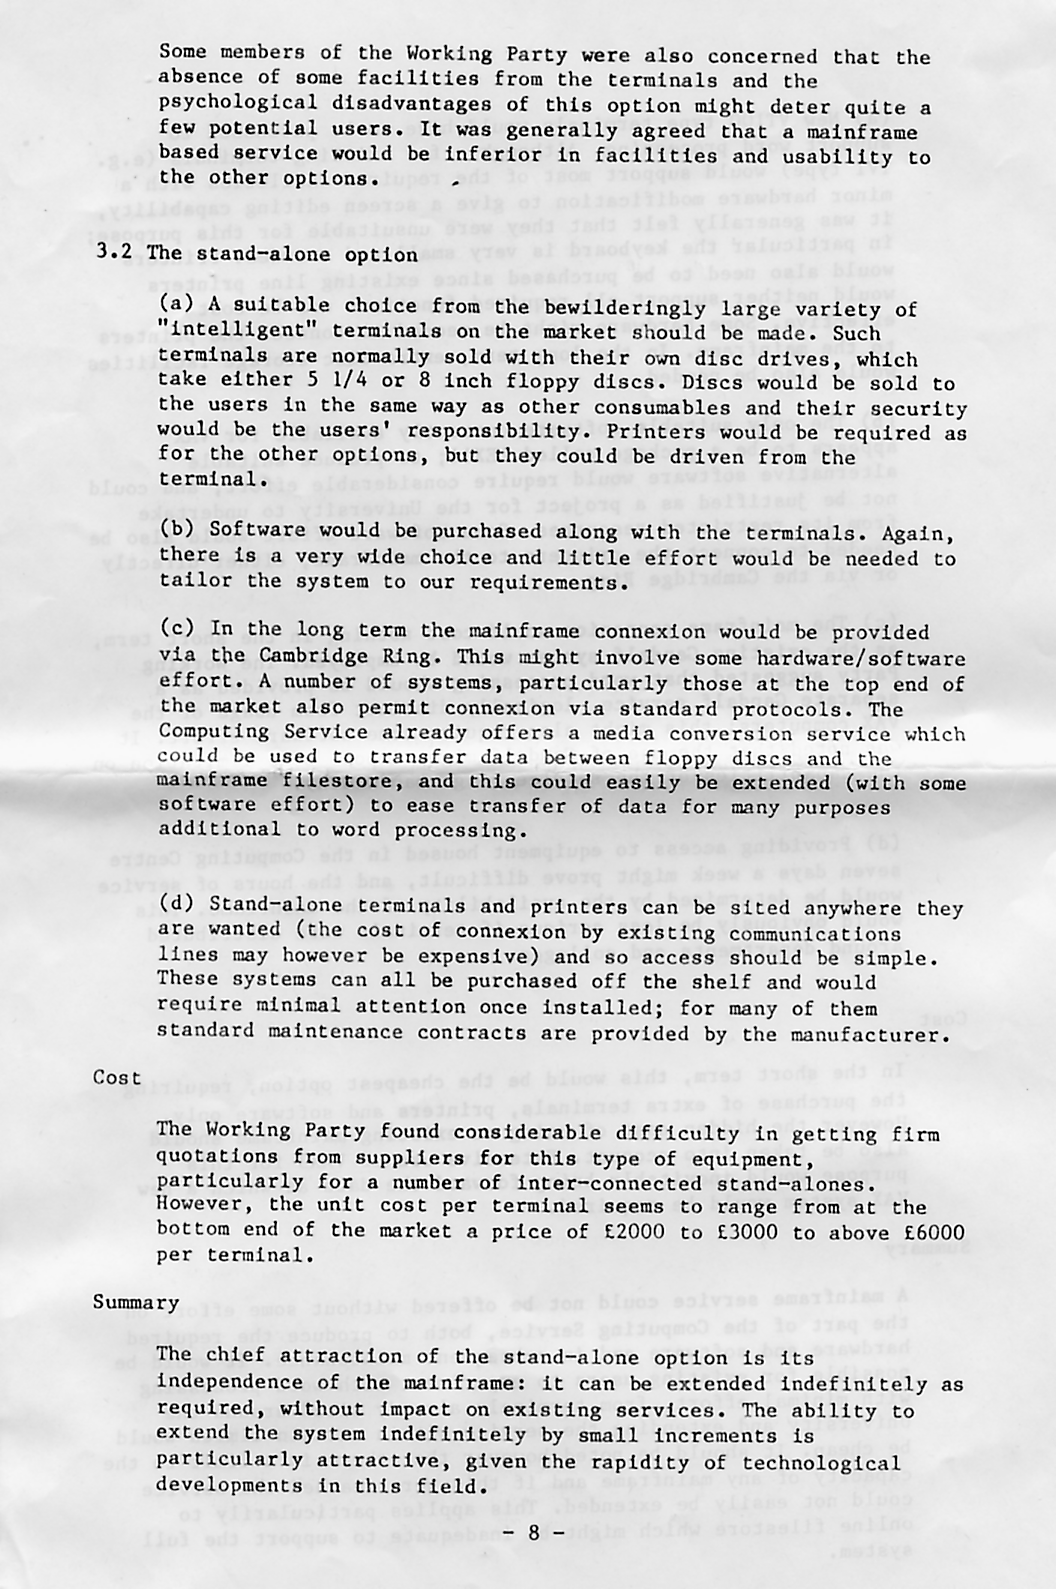 Some members of the Working Party were also concerned that the
absence of some facilities from the terminals and the
psychological disadvantages of this option might deter quite a
few potential users. It was generally agreed that a mainframe
based service would be inferior in facilities and usability to
the other options.
3.2 The stand-alone option
(a) A suitable choice from the bewilderingly large variety of
"intelligent" terminals on the market should be made. Such
terminals are normally sold with their own disc drives, which
take either 5 1/4 or 8 inch floppy discs. Discs would be sold to
the users in the same way as other consumables and their security
would be the users' responsibility. Printers would be required as
for the other options, but they could be driven from the
terminal.
(b) Software would be purchased along with the terminals. Again,
there is a very wide choice and little effort would be needed to
tailor the system to our requirements.
(c) In the long term the mainframe connexion would be provided
via the Cambridge Ring. This might involve some hardware/software
effort. A number of systems, particularly those at the top end of
the market also permit connexion via standard protocols. The
Computing Service already offers a media conversion service which
could be used to transfer data between floppy discs and the
mainframe filestore, and this could easily be extended (with some
software effort) to ease transfer of data for many purposes
additional to word processing.
(d) Stand-alone terminals and printers can be sited anywhere they
are wanted (the cost of connexion by existing communications
lines may however be expensive) and so access should be simple.
These systems can all be purchased off the shelf and would
require minimal attention once installed; for many of them
standard maintenance contracts are provided by the manufacturer.
Cost
The Working Party found considerable difficulty in getting firm
quotations from suppliers for this type of equipment,
particularly for a number of inter-connected stand-alones.
However, the unit cost per terminal seems to range from at the
bottom end of the market a price of £2000 to £3000 to above £6000
per terminal.
Summary
The chief attraction of the stand-alone option is its
independence of the mainframe: it can be extended indefinitely as
required, without impact on existing services. The ability to
extend the system indefinitely by small increments is
particularly attractive, given the rapidity of technological
developments in this field.
- 8 -